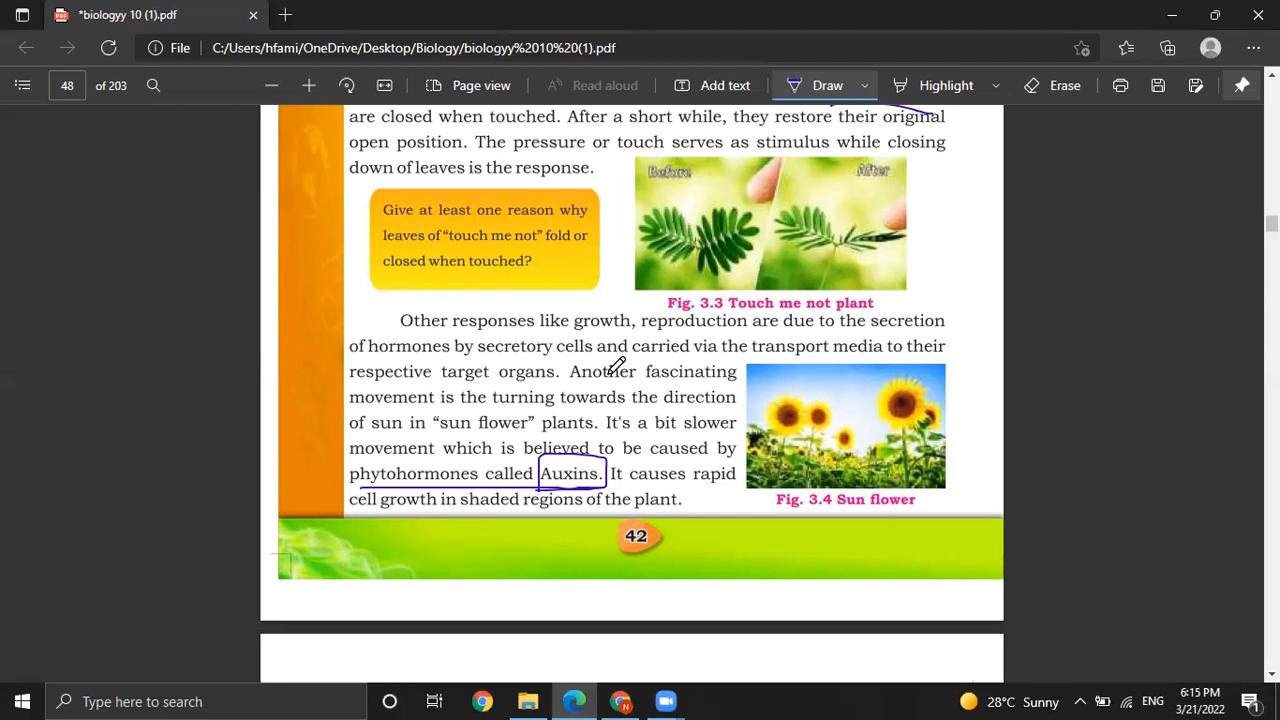 *biologyy 10 (1).pdf
File
C:/Users/hfami/OneDrive/Desktop/Biology/biologyy%2010%20(1).pdf
48 of 203
Page view
Read aloud
Add text
Draw
Highlight
Erase
are closed when touched. After a short while, they restore their original
open position. The pressure or touch serves as stimulus while closing
down of leaves is the response.
Before
After
Give at least one reason why
leaves of “touch me not” fold or
closed when touched?
Fig. 3.3 Touch me not plant
Other responses like growth, reproduction are due to the secretion
of hormones by secretory cells and carried via the transport media to their
respective target organs. Another fascinating
movement is the turning towards the direction
of sun in “sun flower” plants. It's a bit slower
movement which is believed to be caused by
phytohormones called Auxins. It causes rapid
cell growth in shaded regions of the plant.
Fig. 3.4 Sun flower
42
Type here to search
28°C Sunny
ENG
6:15 PM
3/21/2022
1